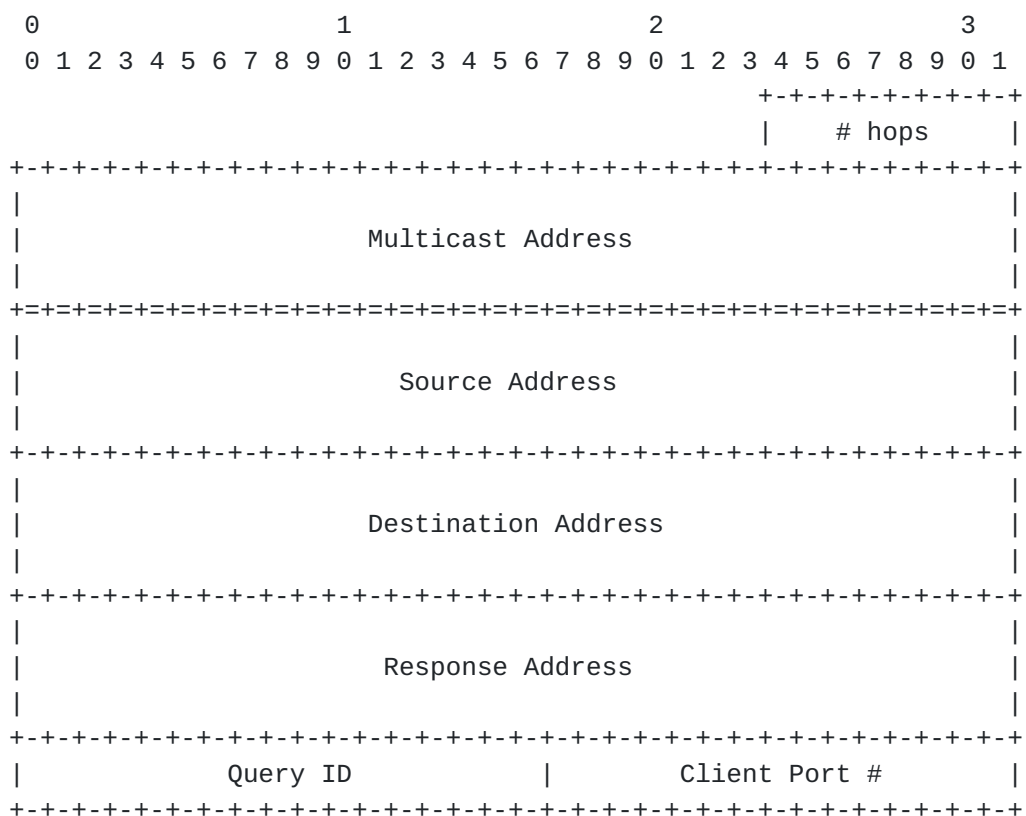 0                   1                   2                   3
0 1 2 3 4 5 6 7 8 9 0 1 2 3 4 5 6 7 8 9 0 1 2 3 4 5 6 7 8 9 0 1
+-+-+-+-+-+-+-+-+
|    # hops     |
+-+-+-+-+-+-+-+-+-+-+-+-+-+-+-+-+-+-+-+-+-+-+-+-+-+-+-+-+-+-+-+-+
|                                                               |
|                      Multicast Address                        |
|                                                               |
+=+=+=+=+=+=+=+=+=+=+=+=+=+=+=+=+=+=+=+=+=+=+=+=+=+=+=+=+=+=+=+=+
|                                                               |
|                        Source Address                         |
|                                                               |
+-+-+-+-+-+-+-+-+-+-+-+-+-+-+-+-+-+-+-+-+-+-+-+-+-+-+-+-+-+-+-+-+
|                                                               |
|                      Destination Address                      |
|                                                               |
+-+-+-+-+-+-+-+-+-+-+-+-+-+-+-+-+-+-+-+-+-+-+-+-+-+-+-+-+-+-+-+-+
|                                                               |
|                       Response Address                        |
|                                                               |
+-+-+-+-+-+-+-+-+-+-+-+-+-+-+-+-+-+-+-+-+-+-+-+-+-+-+-+-+-+-+-+-+
|             Query ID            |        Client Port #        |
+-+-+-+-+-+-+-+-+-+-+-+-+-+-+-+-+-+-+-+-+-+-+-+-+-+-+-+-+-+-+-+-+